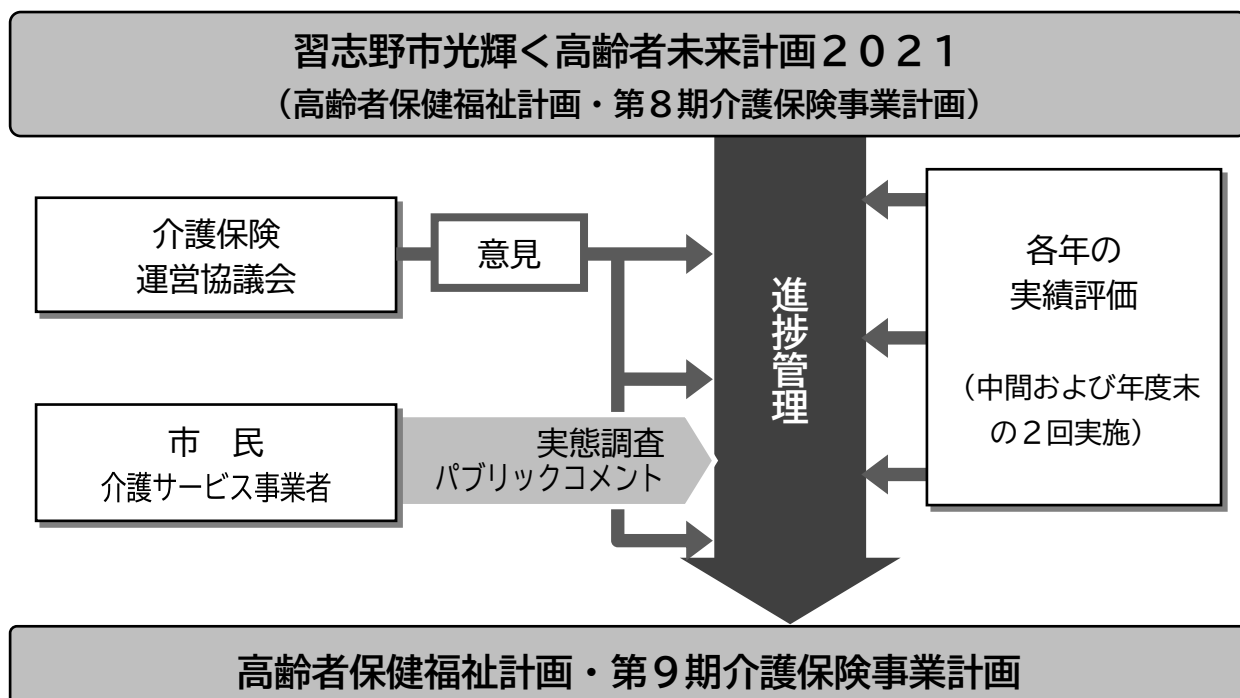 習志野市光輝く高齢者未来計画２０２１
（高齢者保健福祉計画・第８期介護保険事業計画）
介護保険
運営協議会
意見
市　民
介護サービス事業者
実態調査
パブリックコメント
進捗管理
各年の
実績評価
（中間および年度末
の２回実施）
高齢者保健福祉計画・第９期介護保険事業計画